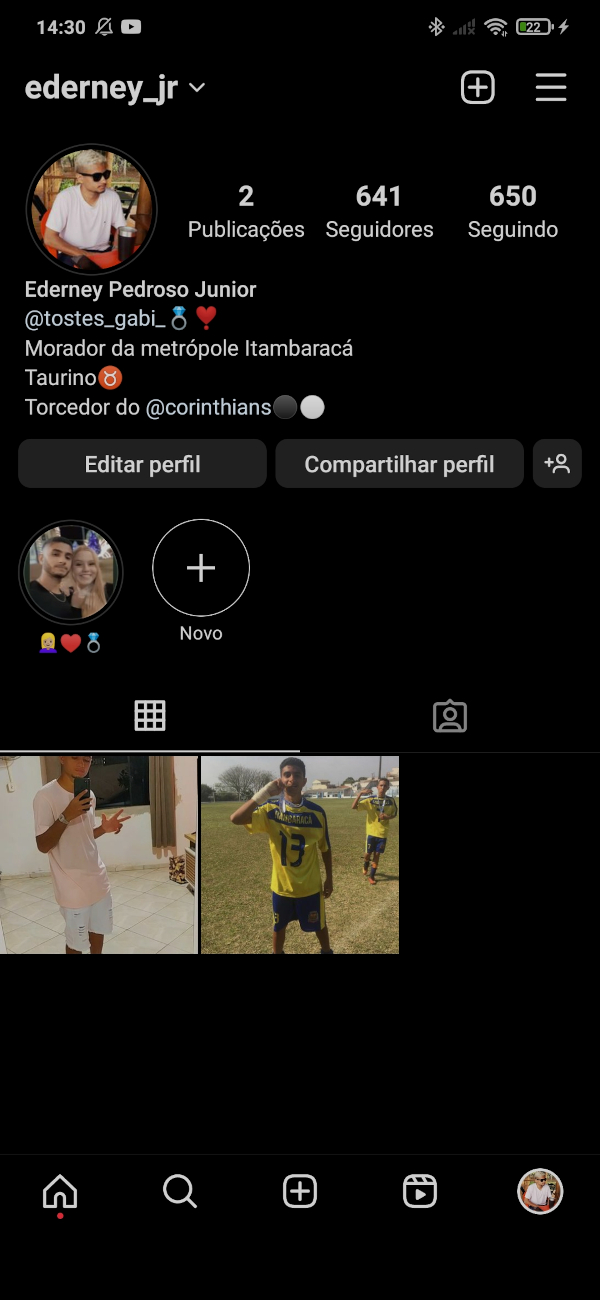 14:30
22
ederney_jr
2
641
650
Publicações
Seguidores
Seguindo
Ederney Pedroso Junior
@tostes_gabi_💍❣️
Morador da metrópole Itambaracá
Taurino♉
Torcedor do @corinthians⚫⚪
Editar perfil
Compartilhar perfil
👱🏼‍♀️❤️💍
Novo
13